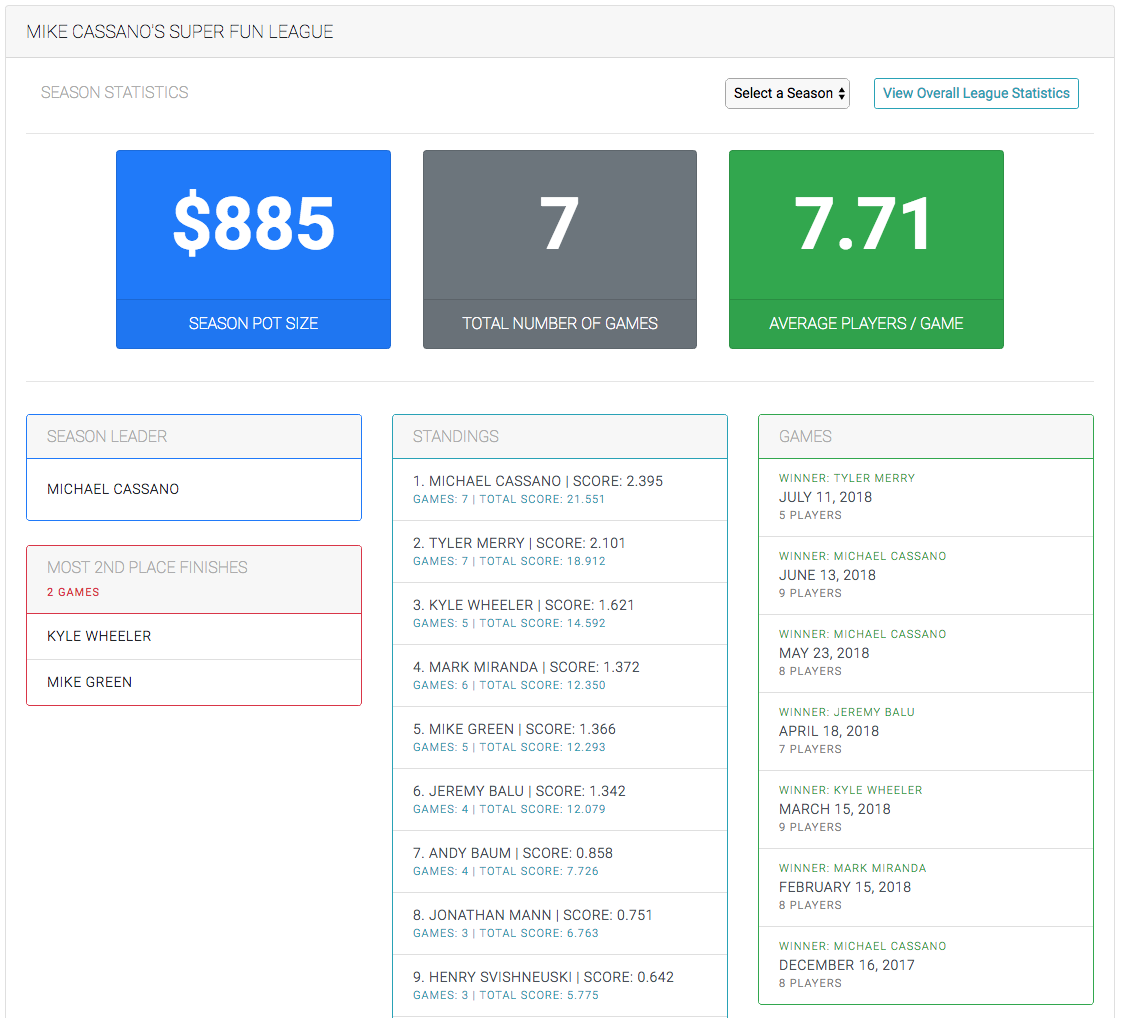 MIKE CASSANO'S SUPER FUN LEAGUE
SEASON STATISTICS
Select a Season
View Overall League Statistics
$885
SEASON POT SIZE
7
TOTAL NUMBER OF GAMES
7.71
AVERAGE PLAYERS / GAME
SEASON LEADER
MICHAEL CASSANO
MOST 2ND PLACE FINISHES
2 GAMES
KYLE WHEELER
MIKE GREEN
STANDINGS
1. MICHAEL CASSANO | SCORE: 2.395
GAMES: 7 | TOTAL SCORE: 21.551
2. TYLER MERRY | SCORE: 2.101
GAMES: 7 | TOTAL SCORE: 18.912
3. KYLE WHEELER | SCORE: 1.621
GAMES: 5 | TOTAL SCORE: 14.592
4. MARK MIRANDA | SCORE: 1.372
GAMES: 6 | TOTAL SCORE: 12.350
5. MIKE GREEN | SCORE: 1.366
GAMES: 5 | TOTAL SCORE: 12.293
6. JEREMY BALU | SCORE: 1.342
GAMES: 4 | TOTAL SCORE: 12.079
7. ANDY BAUM | SCORE: 0.858
GAMES: 4 | TOTAL SCORE: 7.726
8. JONATHAN MANN | SCORE: 0.751
GAMES: 3 | TOTAL SCORE: 6.763
9. HENRY SVISHNEUSKI | SCORE: 0.642
GAMES: 3 | TOTAL SCORE: 5.775
GAMES
WINNER: TYLER MERRY
JULY 11, 2018
5 PLAYERS
WINNER: MICHAEL CASSANO
JUNE 13, 2018
9 PLAYERS
WINNER: MICHAEL CASSANO
MAY 23, 2018
8 PLAYERS
WINNER: JEREMY BALU
APRIL 18, 2018
7 PLAYERS
WINNER: KYLE WHEELER
MARCH 15, 2018
9 PLAYERS
WINNER: MARK MIRANDA
FEBRUARY 15, 2018
8 PLAYERS
WINNER: MICHAEL CASSANO
DECEMBER 16, 2017
8 PLAYERS